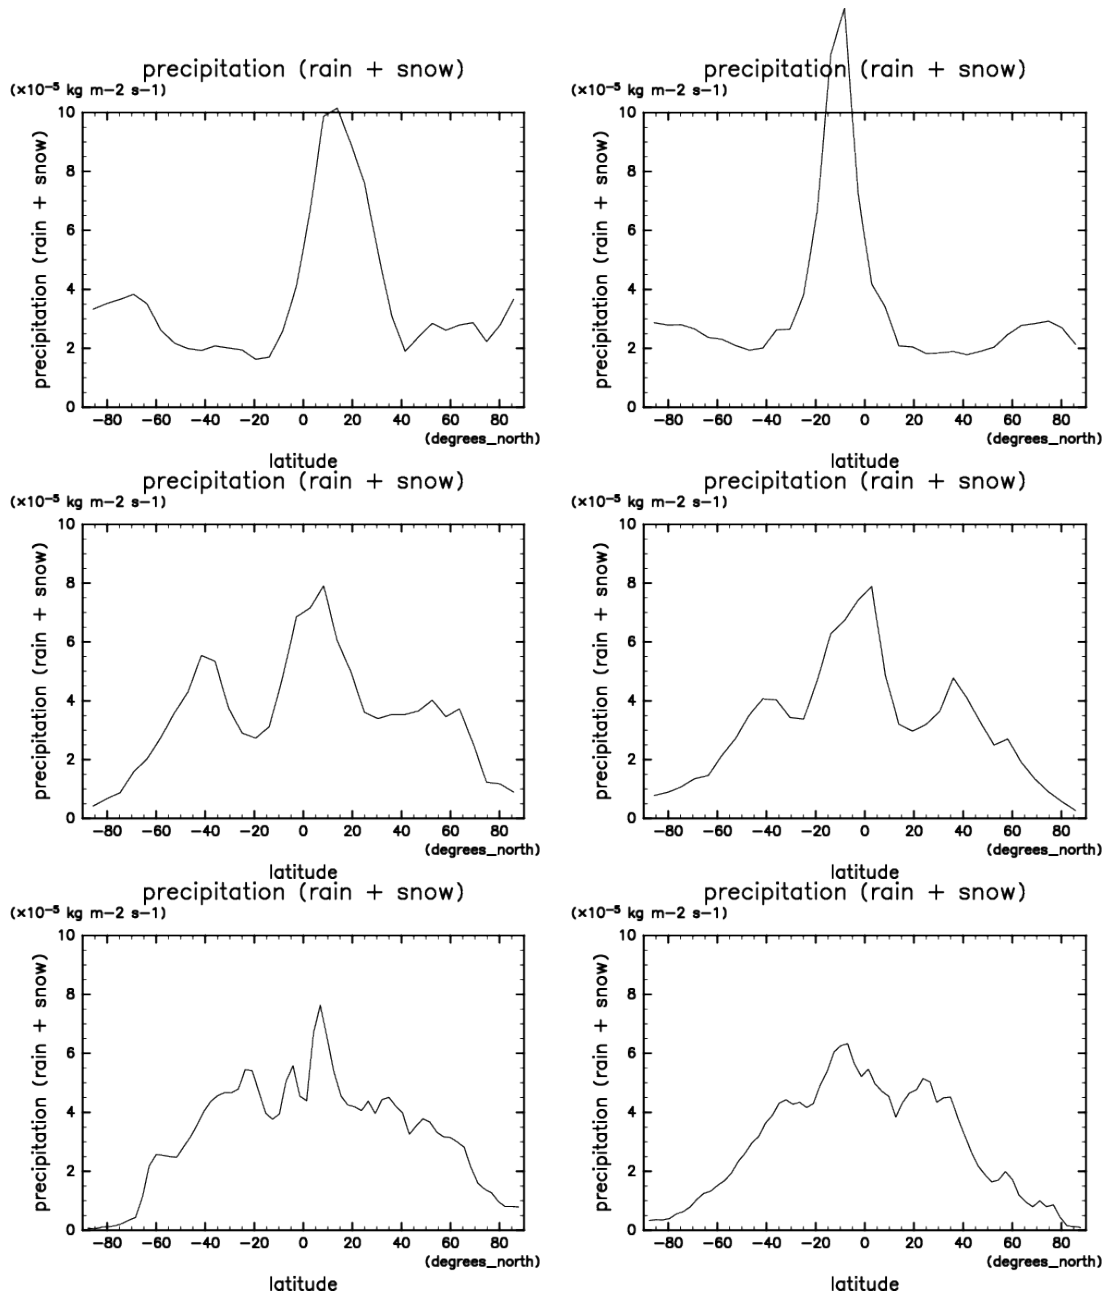 precipitation (rain + snow)
(×10⁻⁵ kg m−2 s−1)
precipitation (rain + snow)
10
8
6
4
2
0
−80 −60 −40 −20 0 20 40 60 80
(degrees_north)
latitude
precipitation (rain + snow)
(×10⁻⁵ kg m−2 s−1)
precipitation (rain + snow)
10
8
6
4
2
0
−80 −60 −40 −20 0 20 40 60 80
(degrees_north)
latitude
precipitation (rain + snow)
(×10⁻⁵ kg m−2 s−1)
precipitation (rain + snow)
10
8
6
4
2
0
−80 −60 −40 −20 0 20 40 60 80
(degrees_north)
latitude
precipitation (rain + snow)
(×10⁻⁵ kg m−2 s−1)
precipitation (rain + snow)
10
8
6
4
2
0
−80 −60 −40 −20 0 20 40 60 80
(degrees_north)
latitude
precipitation (rain + snow)
(×10⁻⁵ kg m−2 s−1)
precipitation (rain + snow)
10
8
6
4
2
0
−80 −60 −40 −20 0 20 40 60 80
(degrees_north)
latitude
precipitation (rain + snow)
(×10⁻⁵ kg m−2 s−1)
precipitation (rain + snow)
10
8
6
4
2
0
−80 −60 −40 −20 0 20 40 60 80
(degrees_north)
latitude